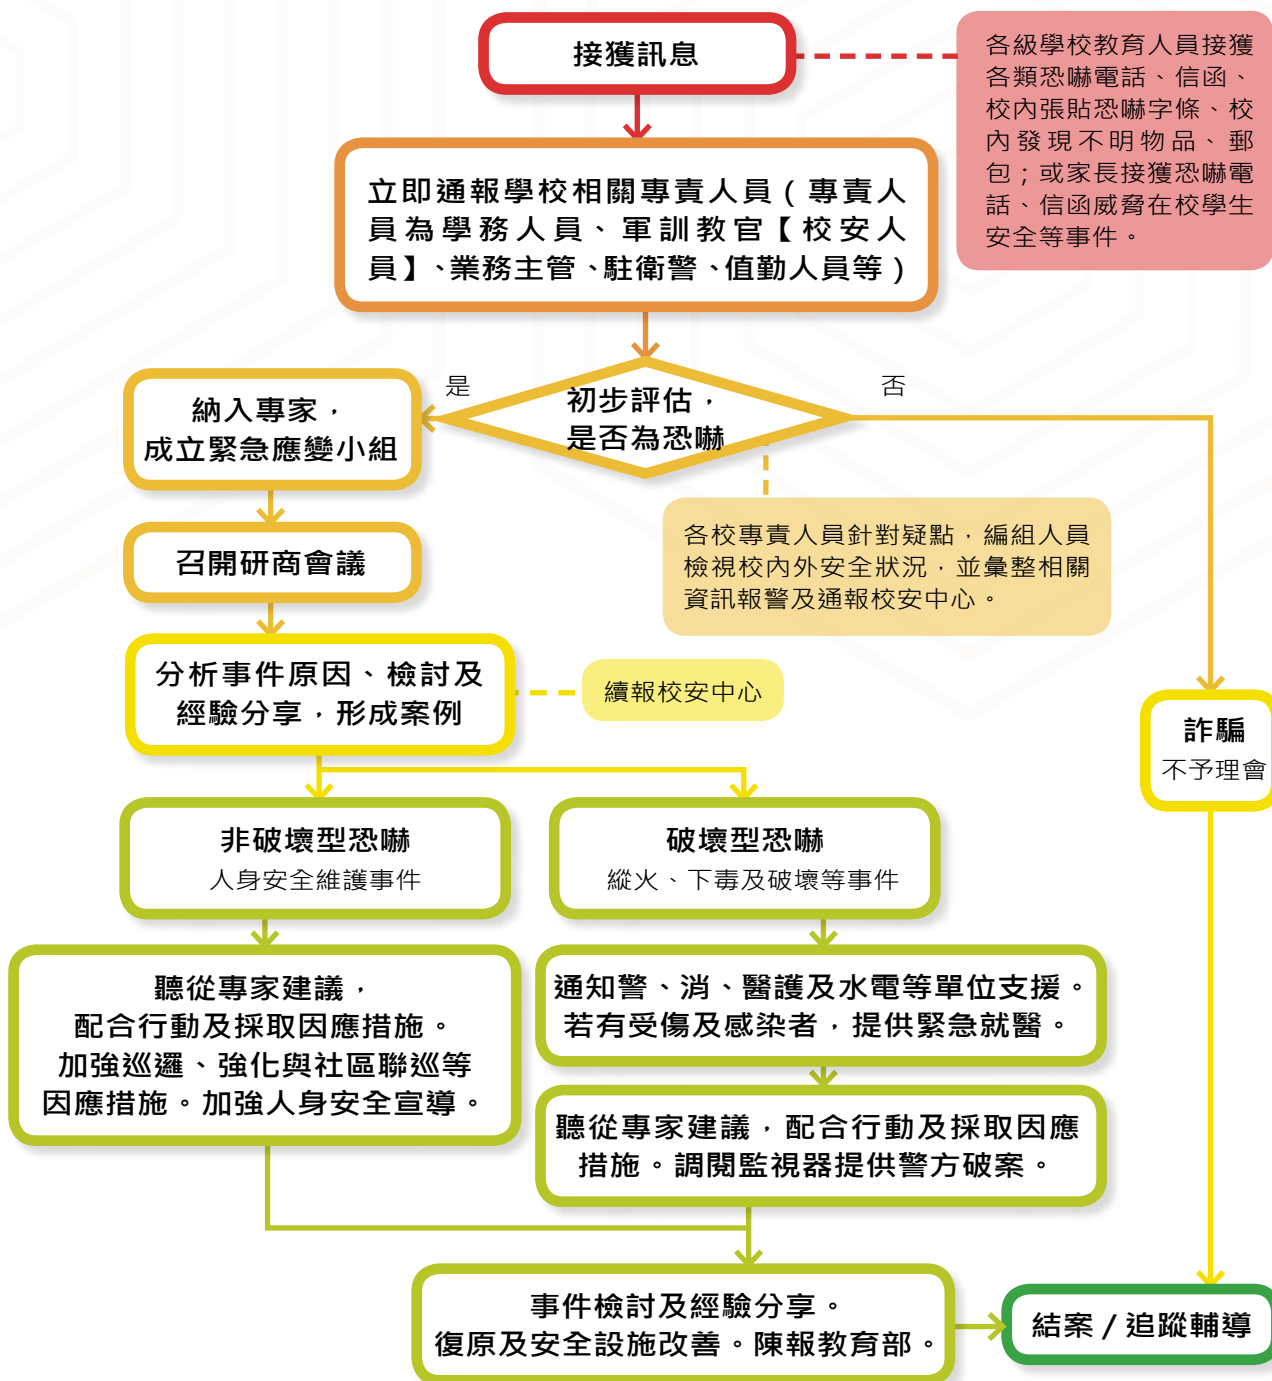 接獲訊息
各級學校教育人員接獲
各類恐嚇電話、信函、
校內張貼恐嚇字條、校
內發現不明物品、郵
包；或家長接獲恐嚇電
話、信函威脅在校學生
安全等事件。
立即通報學校相關專責人員（專責人
員為學務人員、軍訓教官【校安人
員】、業務主管、駐衛警、值勤人員等）
是
初步評估，
是否為恐嚇
否
納入專家，
成立緊急應變小組
各校專責人員針對疑點，編組人員
檢視校內外安全狀況，並彙整相關
資訊報警及通報校安中心。
召開研商會議
分析事件原因、檢討及
經驗分享，形成案例
續報校安中心
詐騙
不予理會
非破壞型恐嚇
人身安全維護事件
破壞型恐嚇
縱火、下毒及破壞等事件
聽從專家建議，
配合行動及採取因應措施。
加強巡邏、強化與社區聯巡等
因應措施。加強人身安全宣導。
通知警、消、醫護及水電等單位支援。
若有受傷及感染者，提供緊急就醫。
聽從專家建議，配合行動及採取因應
措施。調閱監視器提供警方破案。
事件檢討及經驗分享。
復原及安全設施改善。陳報教育部。
結案 / 追蹤輔導